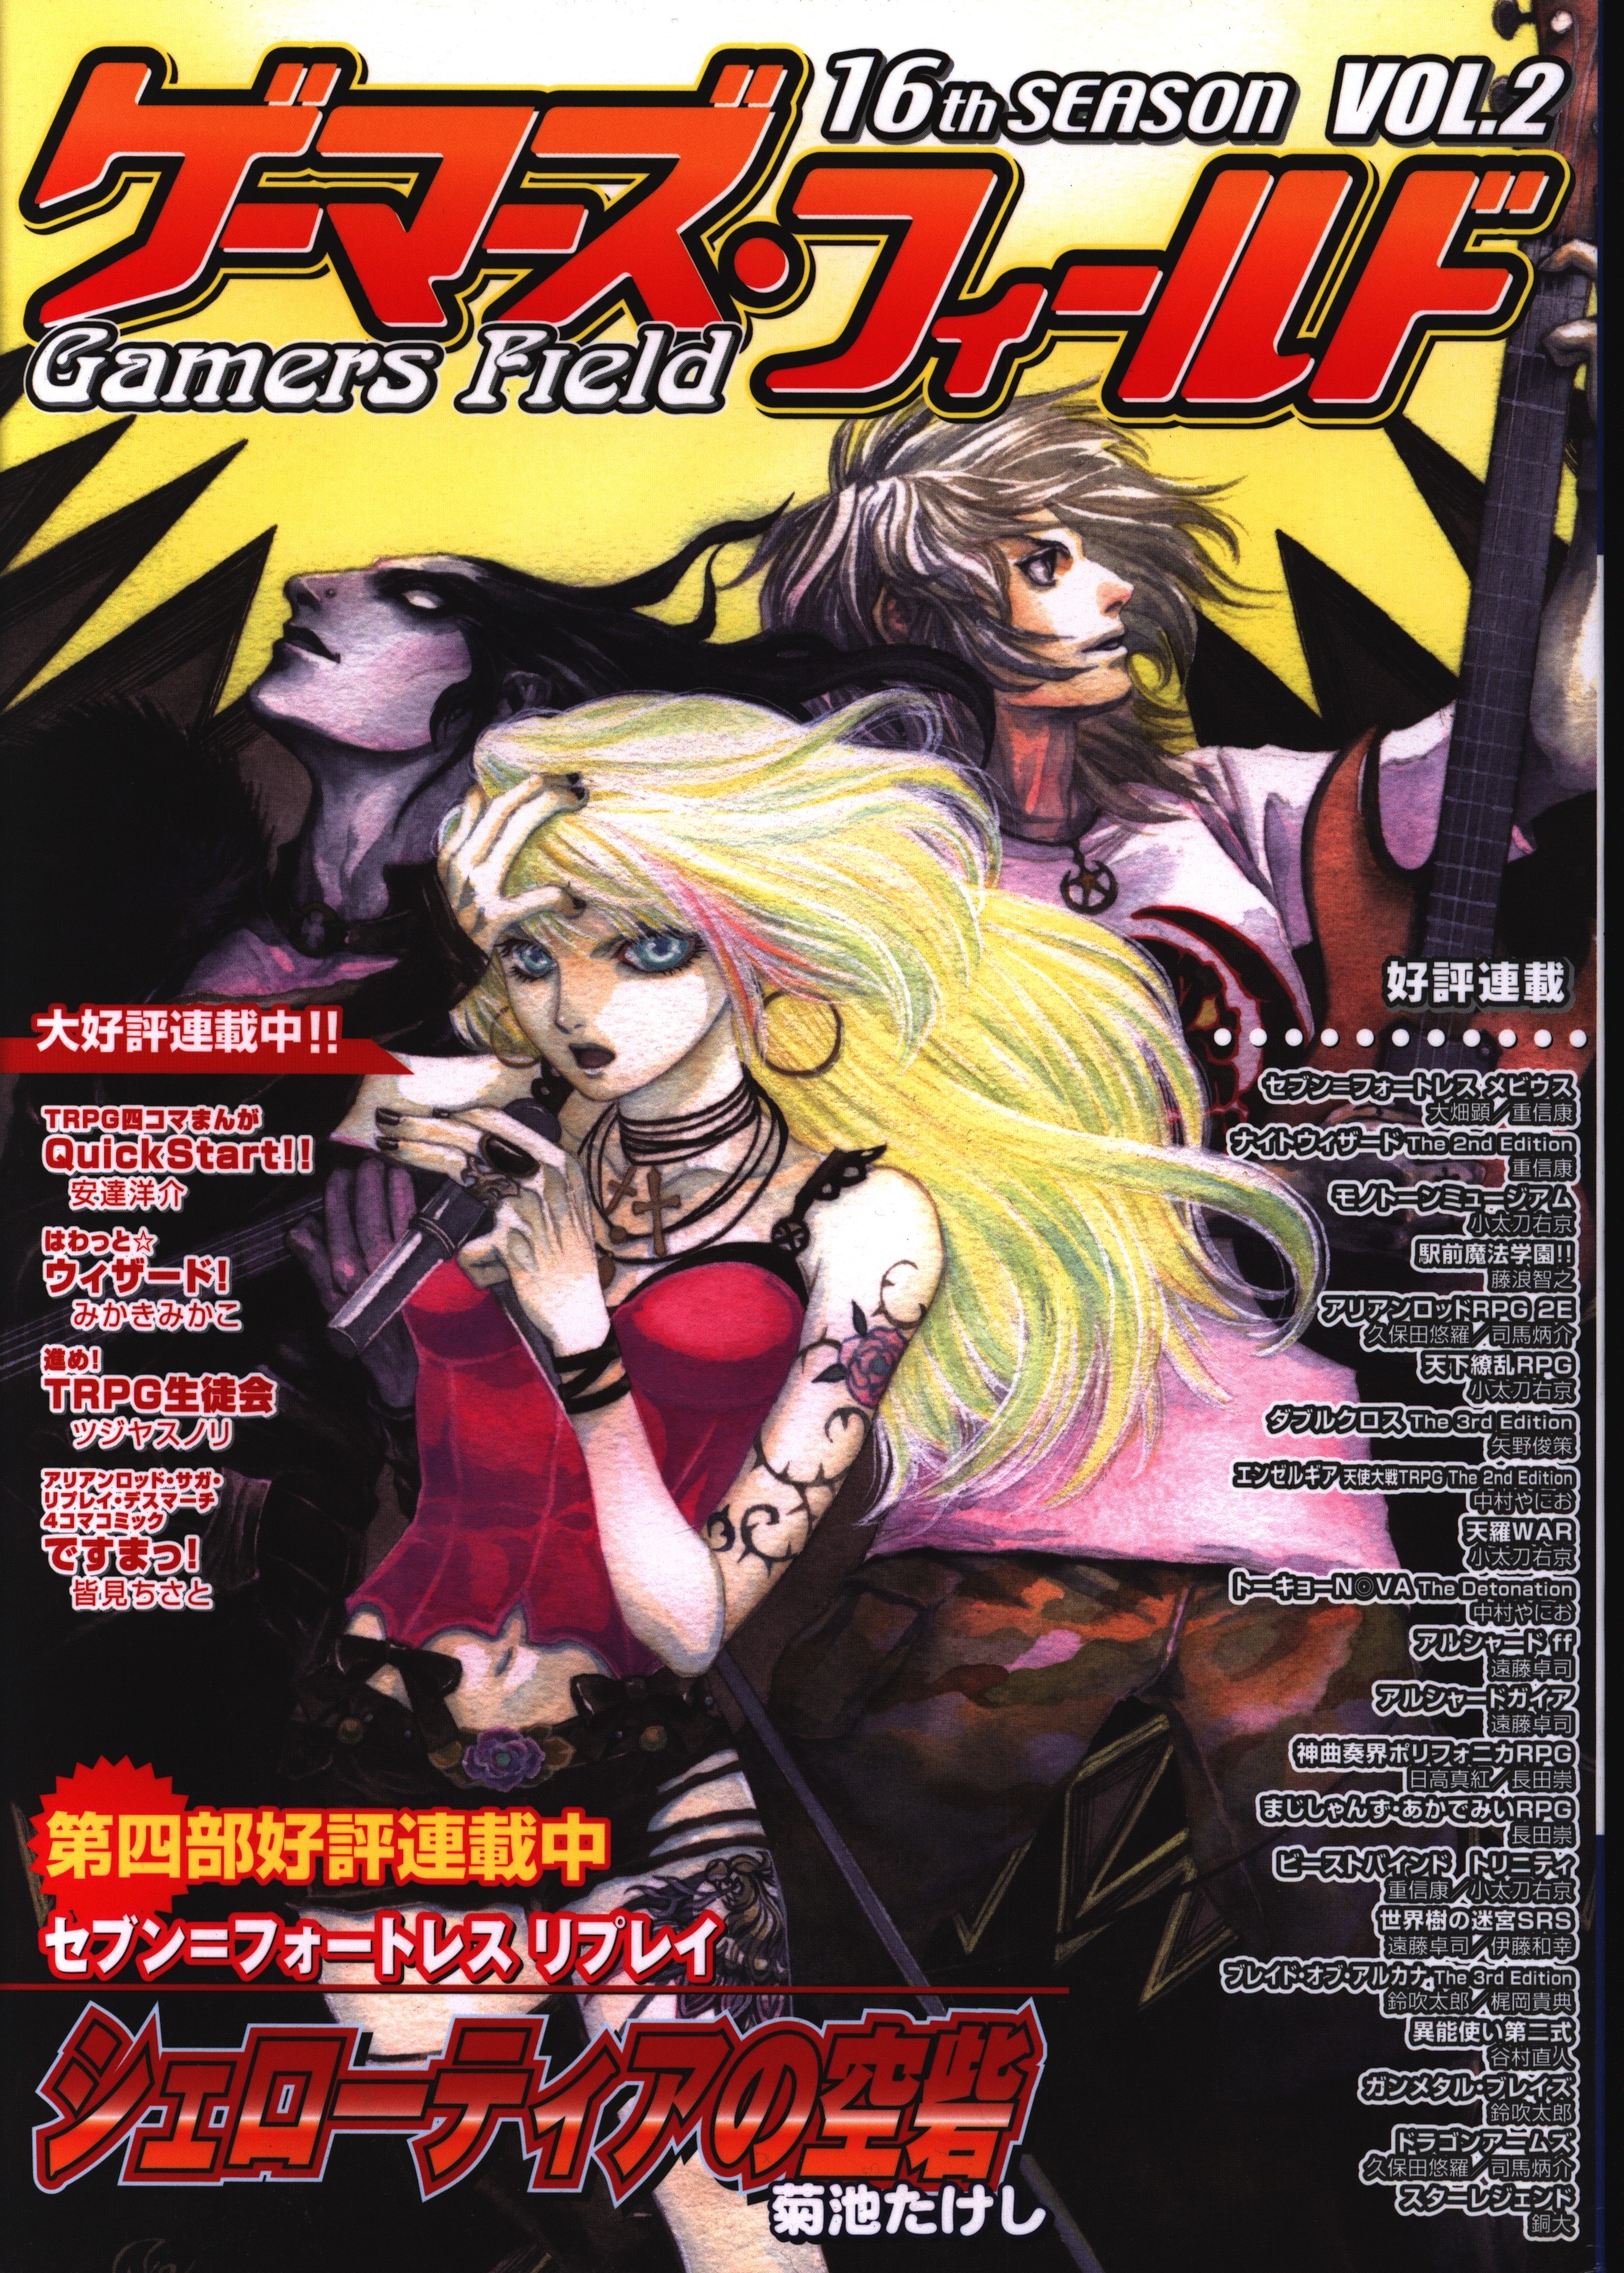 16th SEASON VOL.2
ゲーマーズ・フィールド
Gamers Field
大好評連載中!!
TRPG四コマまんが
QuickStart!!
安達洋介
はわっと☆
ウィザード!
みかきみかこ
進め!
TRPG生徒会
ツジヤスノリ
アリアンロッド・サガ・
リプレイ・デスマーチ
4コマコミック
ですまっ!
皆見ちさと
第四部好評連載中
セブン=フォートレス リプレイ
シェローティアの空砦
菊池たけし
好評連載
セブン=フォートレス メビウス
大畑顕/重信康
ナイトウィザード The 2nd Edition
重信康
モノトーンミュージアム
小太刀右京
駅前魔法学園!!
藤浪智之
アリアンロッドRPG 2E
久保田悠羅/司馬炳介
天下繚乱RPG
小太刀右京
ダブルクロス The 3rd Edition
矢野俊策
エンゼルギア 天使大戦TRPG The 2nd Edition
中村やにお
天羅WAR
小太刀右京
トーキョーN◎VA The Detonation
中村やにお
アルシャード ff
遠藤卓司
アルシャードガイア
遠藤卓司
神曲奏界ポリフォニカRPG
日高真紅/長田崇
まじしゃんず・あかでみいRPG
長田崇
ビーストバインド トリニティ
重信康/小太刀右京
世界樹の迷宮SRS
遠藤卓司/伊藤和幸
ブレイド・オブ・アルカナ The 3rd Edition
鈴吹太郎/梶岡貴典
異能使い第二式
谷村直人
ガンメタル・ブレイズ
鈴吹太郎
ドラゴンアームズ
久保田悠羅/司馬炳介
スターレジェンド
銅大